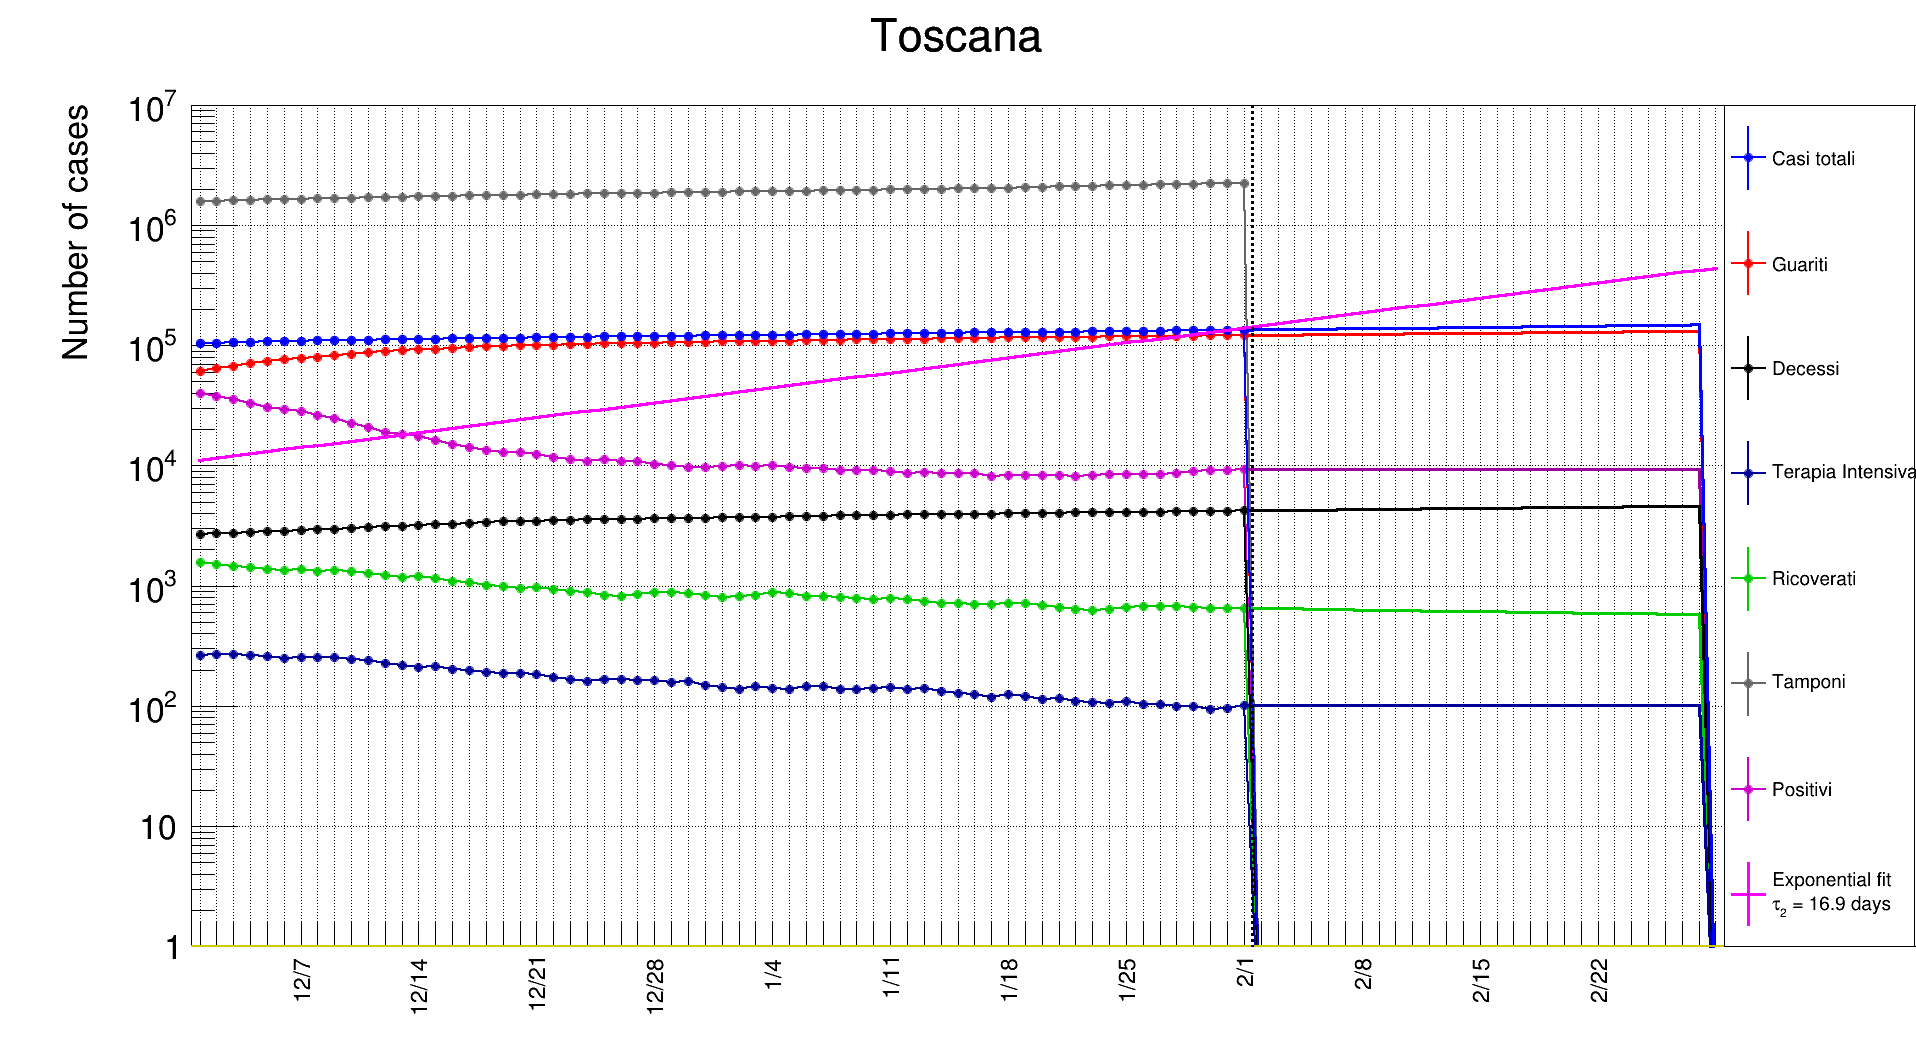 Toscana
Number of cases
10^7
10^6
10^5
10^4
10^3
10^2
10
1
12/7
12/14
12/21
12/28
1/4
1/11
1/18
1/25
2/1
2/8
2/15
2/22
Casi totali
Guariti
Decessi
Terapia Intensiva
Ricoverati
Tamponi
Positivi
Exponential fit
τ_2 = 16.9 days